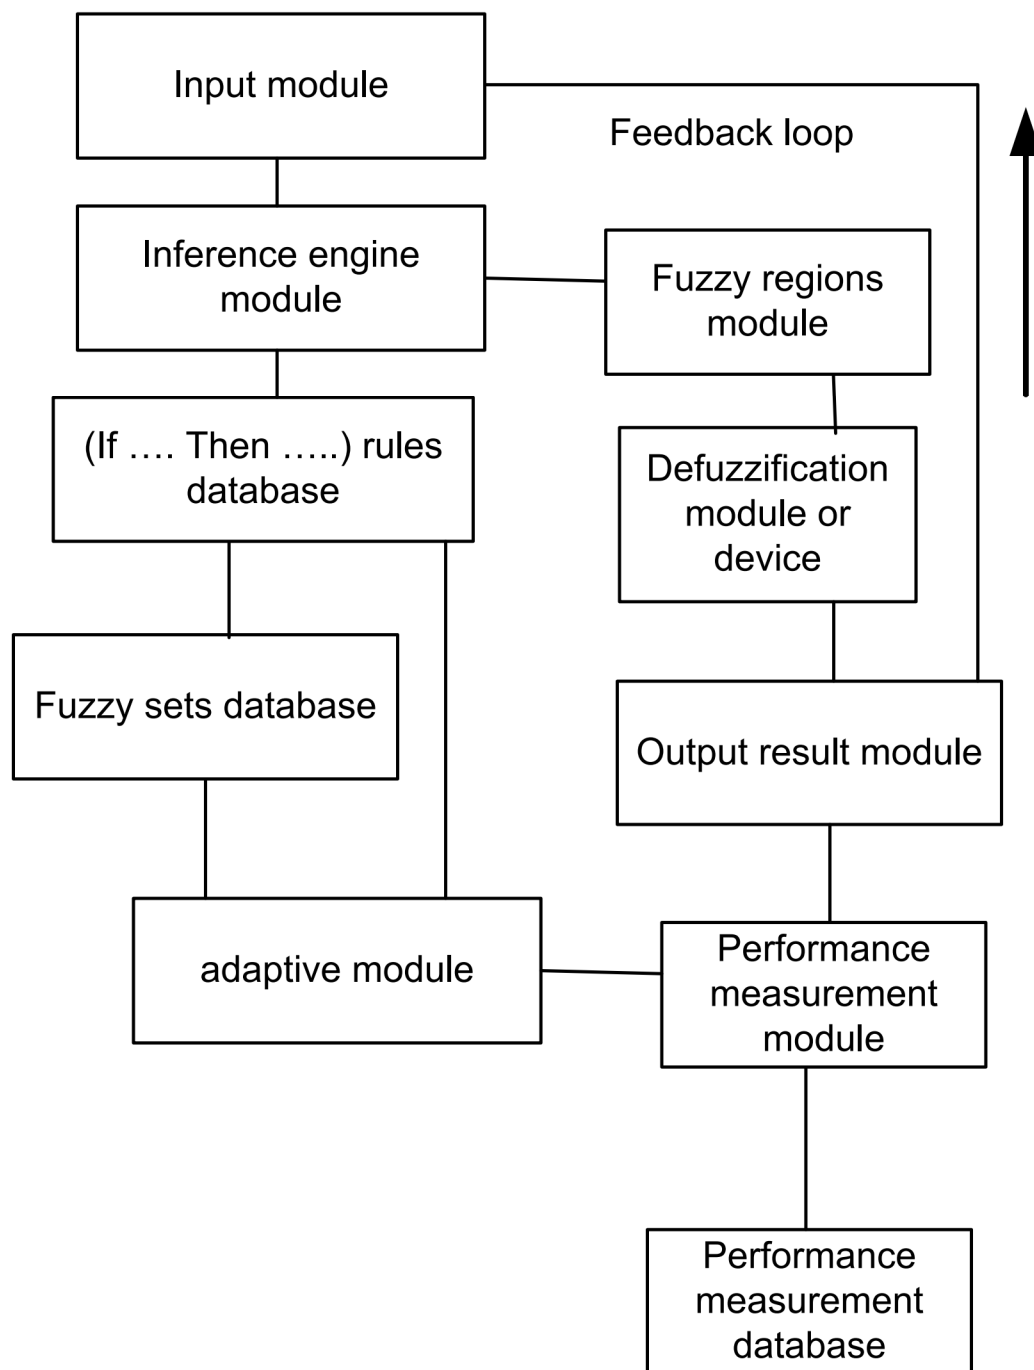 Input module
Feedback loop
Inference engine
module
Fuzzy regions
module
(If .... Then .....) rules
database
Defuzzification
module or
device
Fuzzy sets database
Output result module
adaptive module
Performance
measurement
module
Performance
measurement
database